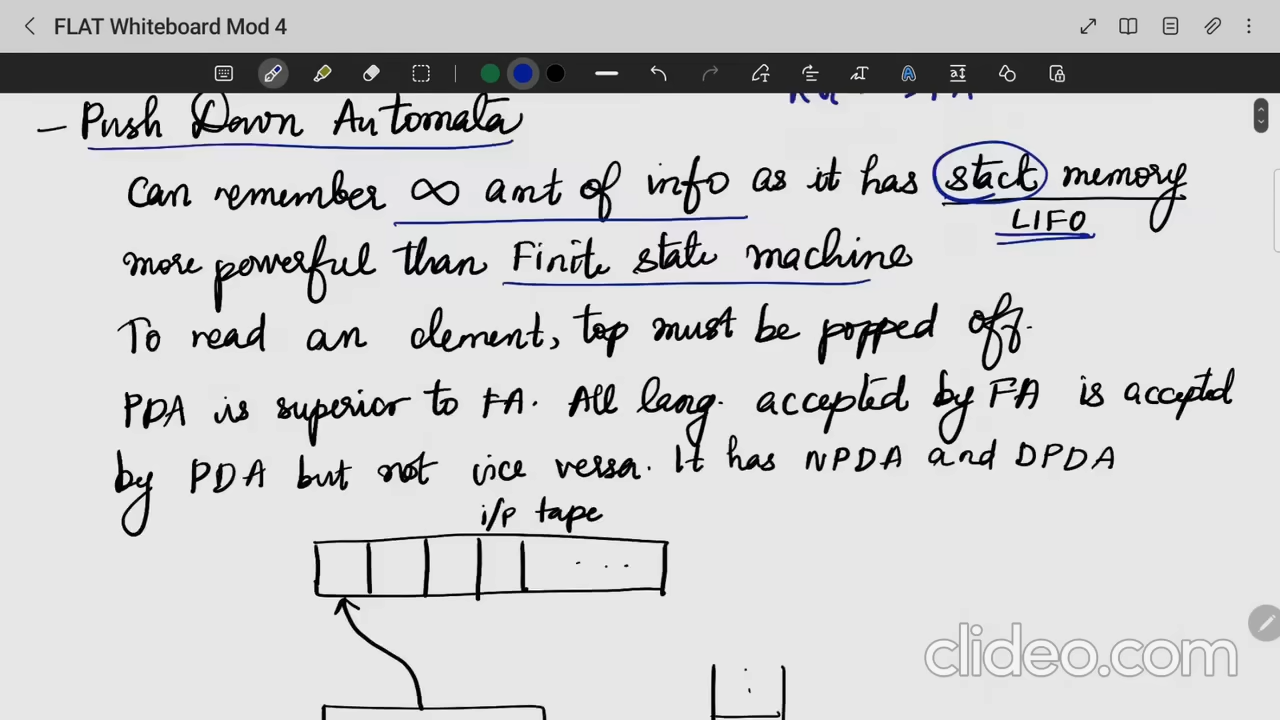 FLAT Whiteboard Mod 4
- Push Down Automata
Can remember ∞ amt of info as it has stack memory
LIFO
more powerful than Finite state machine
To read an element, top must be popped off.
PDA is superior to FA. All lang. accepted by FA is accepted
by PDA but not vice versa. It has NPDA and DPDA
i/p tape
clideo.com